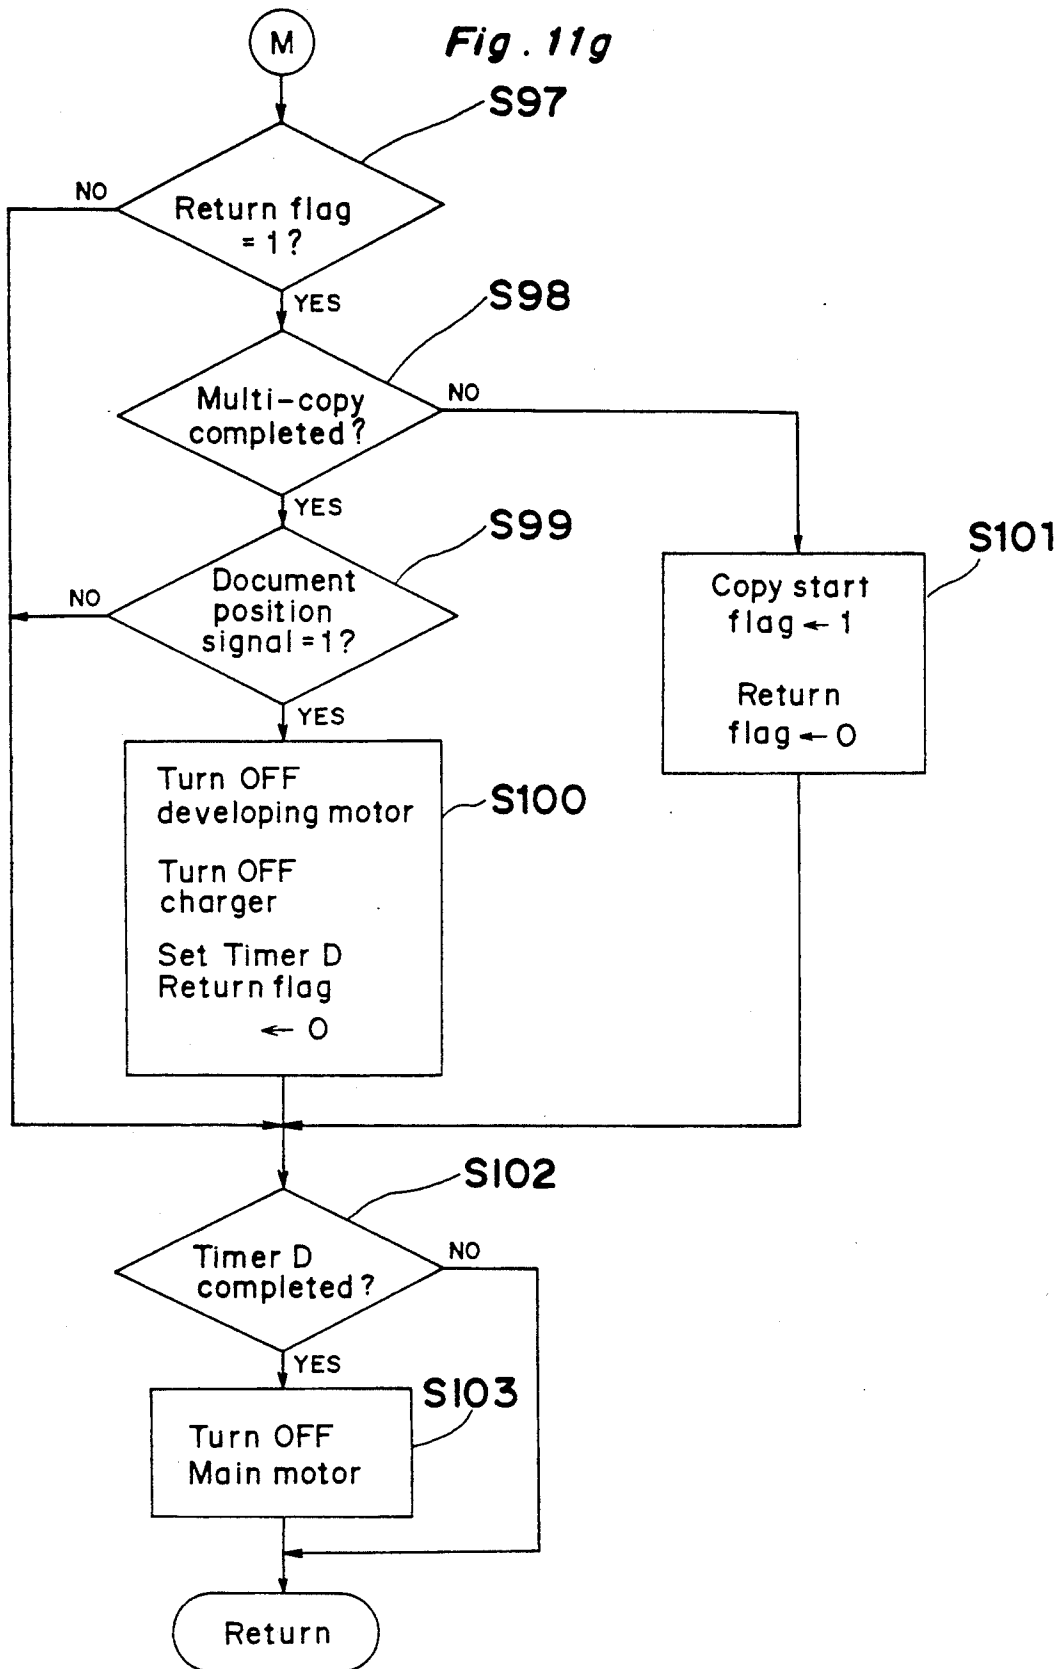 M
Fig. 11g
S97
NO
Return flag
= 1?
YES
S98
Multi-copy
completed?
NO
YES
S99
Document
position
signal = 1?
NO
YES
S101
Copy start
flag ← 1
Return
flag ← 0
Turn OFF
developing motor
Turn OFF
charger
Set Timer D
Return flag
← 0
S100
S102
Timer D
completed?
NO
YES
S103
Turn OFF
Main motor
Return